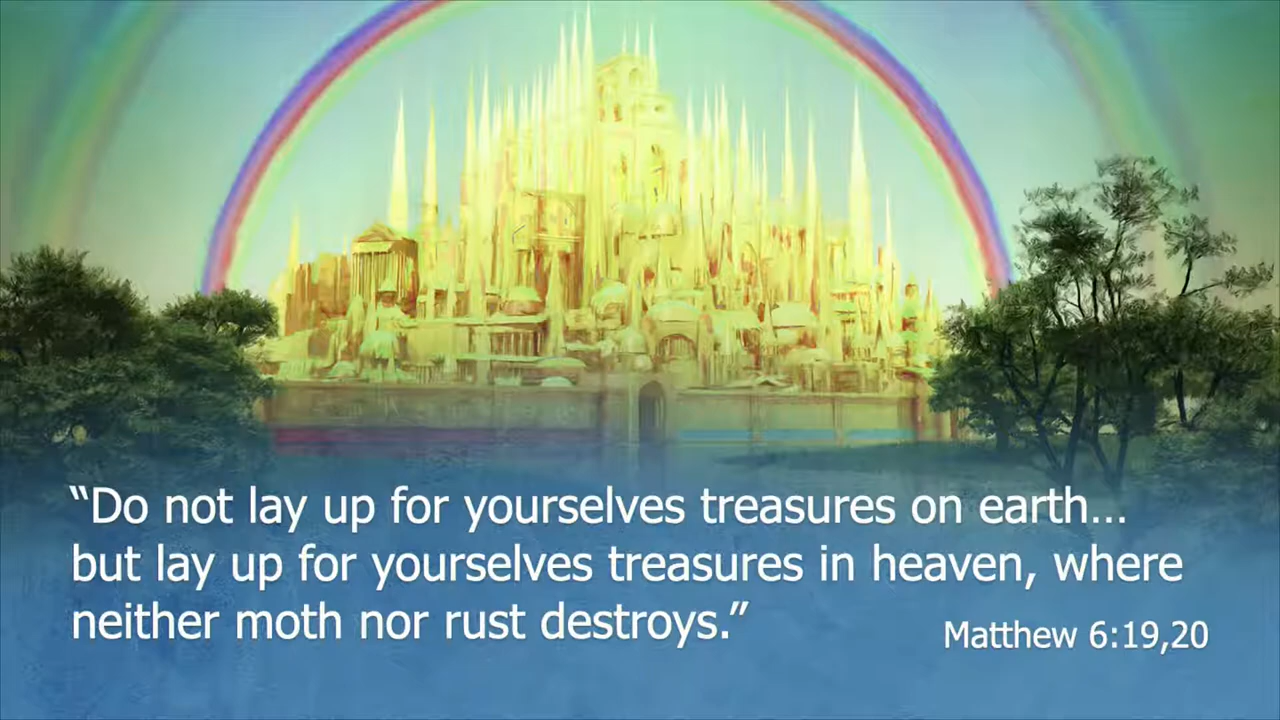 “Do not lay up for yourselves treasures on earth...
but lay up for yourselves treasures in heaven, where
neither moth nor rust destroys.”
Matthew 6:19,20